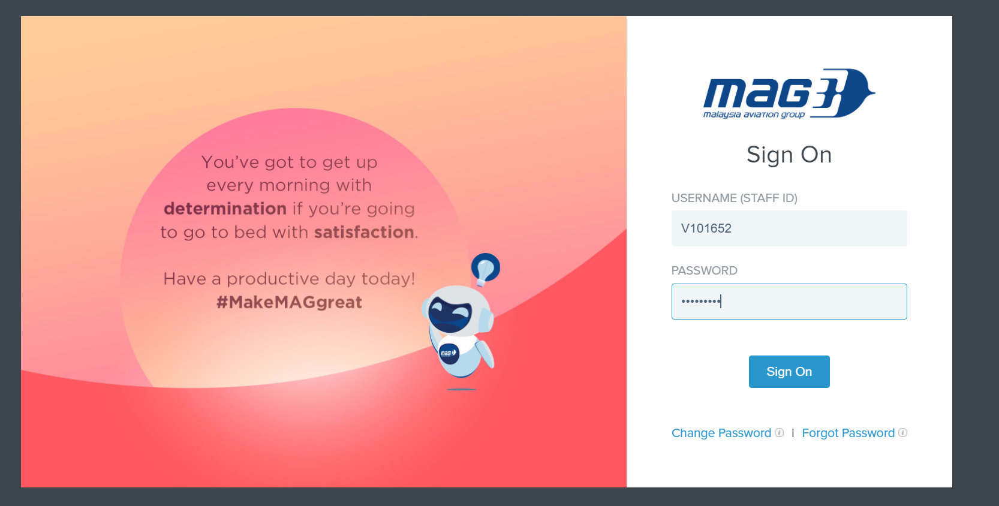 You've got to get up
every morning with
determination if you're going
to go to bed with satisfaction.
Have a productive day today!
#MakeMAGgreat
mag
mag
malaysia aviation group
Sign On
USERNAME (STAFF ID)
V101652
PASSWORD
•••••••••
Sign On
Change Password i | Forgot Password i